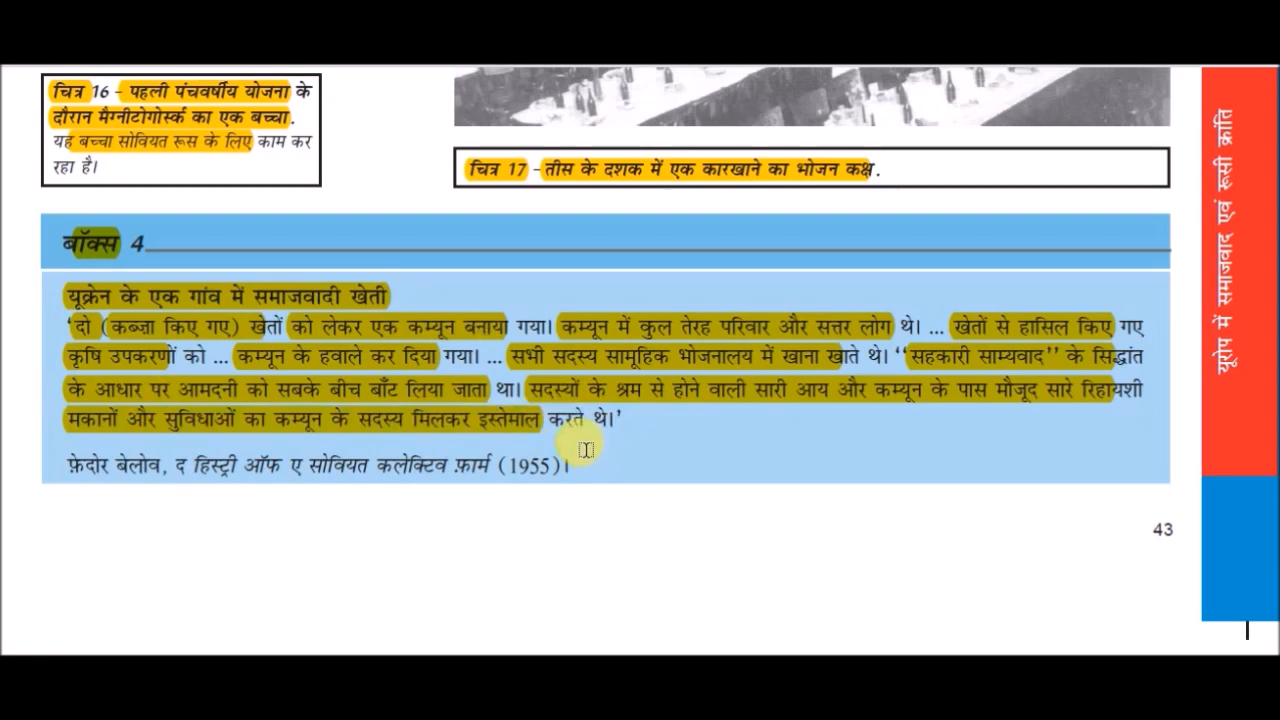 चित्र 16 - पहली पंचवर्षीय योजना के
दौरान मैग्नीटोगोर्स्क का एक बच्चा.
यह बच्चा सोवियत रूस के लिए काम कर
रहा है।
चित्र 17 - तीस के दशक में एक कारखाने का भोजन कक्ष.
बॉक्स 4
यूक्रेन के एक गांव में समाजवादी खेती
‘दो (कब्ज़ा किए गए) खेतों को लेकर एक कम्यून बनाया गया। कम्यून में कुल तेरह परिवार और सत्तर लोग थे। ... खेतों से हासिल किए गए
कृषि उपकरणों को ... कम्यून के हवाले कर दिया गया। ... सभी सदस्य सामूहिक भोजनालय में खाना खाते थे। ‘‘सहकारी साम्यवाद’’ के सिद्धांत
के आधार पर आमदनी को सबके बीच बाँट लिया जाता था। सदस्यों के श्रम से होने वाली सारी आय और कम्यून के पास मौजूद सारे रिहायशी
मकानों और सुविधाओं का कम्यून के सदस्य मिलकर इस्तेमाल करते थे।’
फ़ेदोर बेलोव, द हिस्ट्री ऑफ ए सोवियत कलेक्टिव फ़ार्म (1955)।
43
यूरोप में समाजवाद एवं रूसी क्रांति